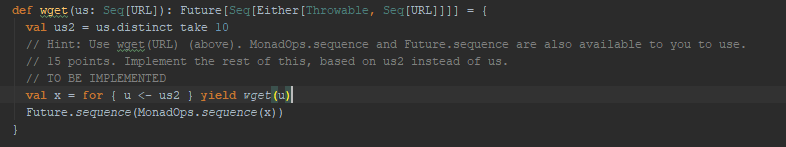 def wget(us: Seq[URL]): Future[Seq[Either[Throwable, Seq[URL]]]] = {
val us2 = us.distinct take 10
// Hint: Use wget(URL) (above). MonadOps.sequence and Future.sequence are also available to you to use.
// 15 points. Implement the rest of this, based on us2 instead of us.
// TO BE IMPLEMENTED
val x = for { u <- us2 } yield wget(u)
Future.sequence(MonadOps.sequence(x))
}